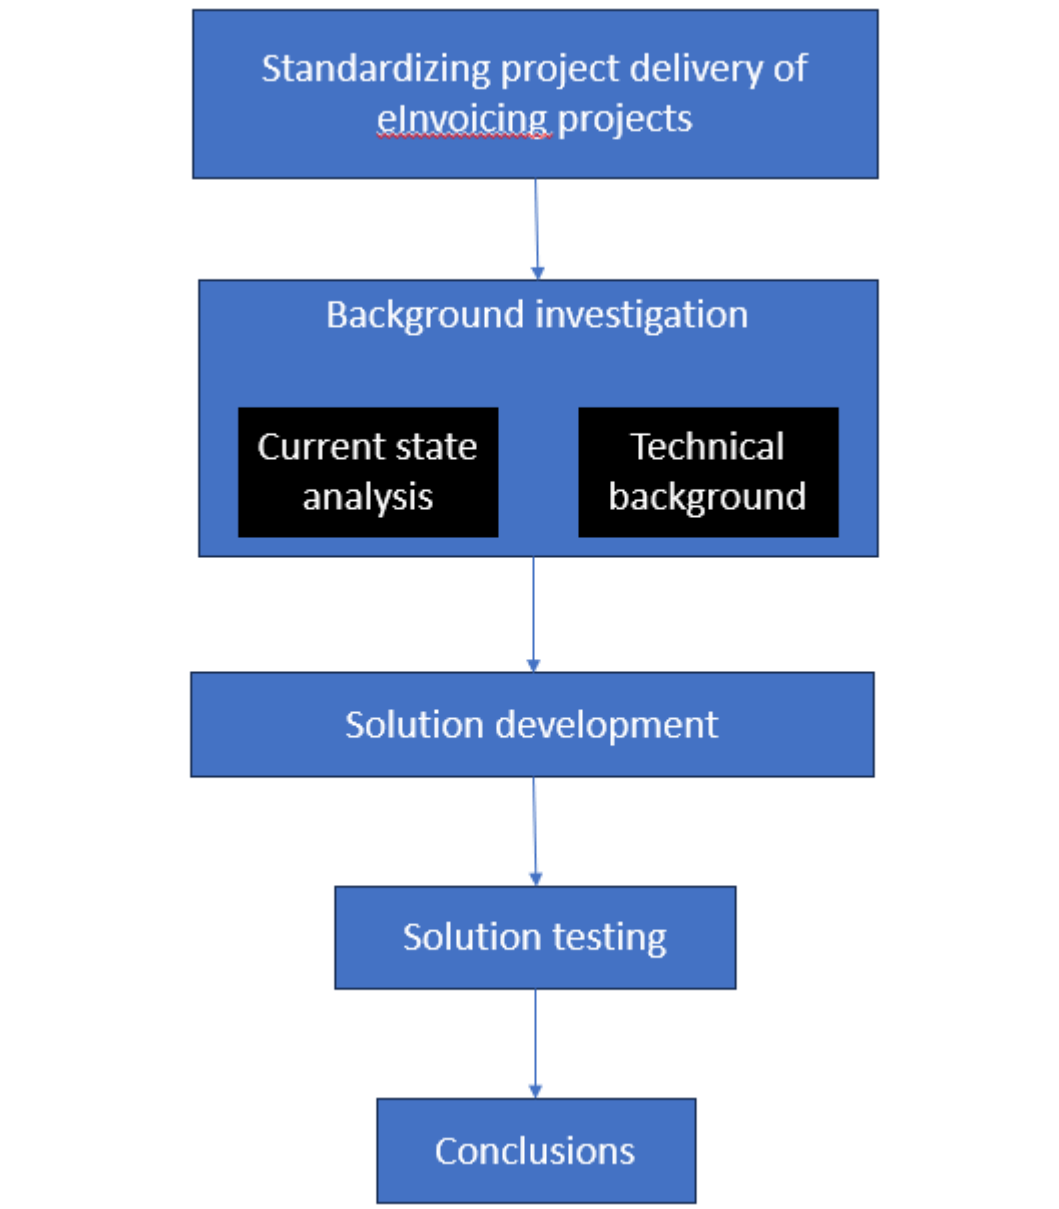 Standardizing project delivery of
eInvoicing projects
Background investigation
Current state
analysis
Technical
background
Solution development
Solution testing
Conclusions